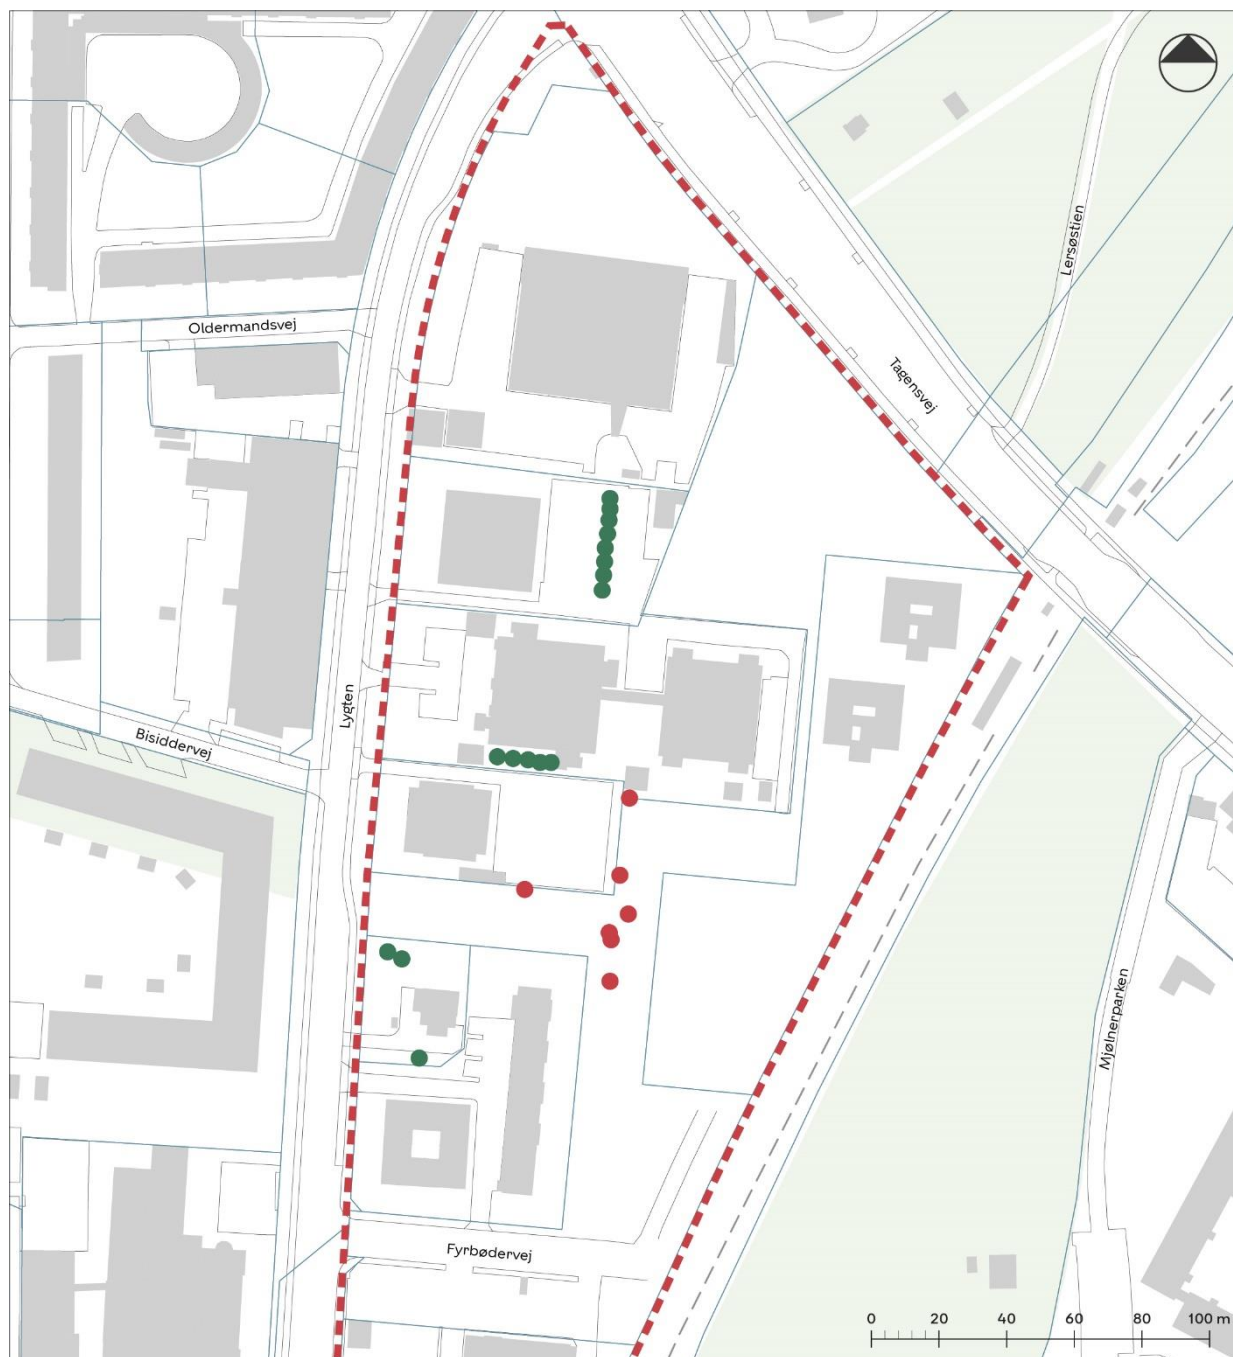 Lersøstien
Oldermandsvej
Tagensvej
Lygten
Bisiddervej
Mjølnerparken
Fyrbødervej
0 20 40 60 80 100 m